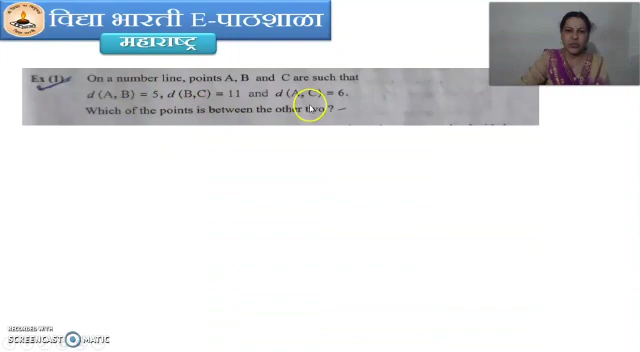 विद्या भारती E-पाठशाला
महाराष्ट्र
Ex (1) On a number line, points A, B and C are such that
d (A, B) = 5, d (B,C) = 11 and d (A, C) = 6.
Which of the points is between the other two ?
RECORDED WITH
SCREENCAST MATIC